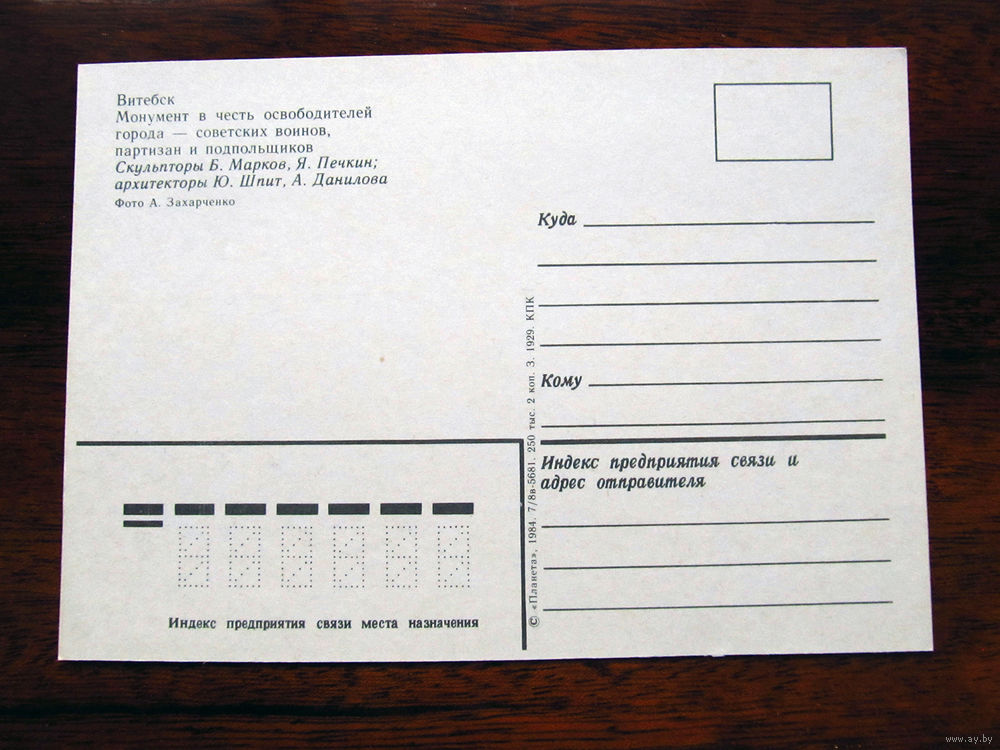 Витебск
Монумент в честь освободителей
города — советских воинов,
партизан и подпольщиков
Скульпторы Б. Марков, Я. Печкин;
архитекторы Ю. Шпит, А. Данилова
Фото А. Захарченко
Куда
Кому
Индекс предприятия связи и
адрес отправителя
© «Планета», 1984. 7/8в-5681. 250 тыс. 2 коп. З. 1929. КПК
Индекс предприятия связи места назначения
www.ay.by